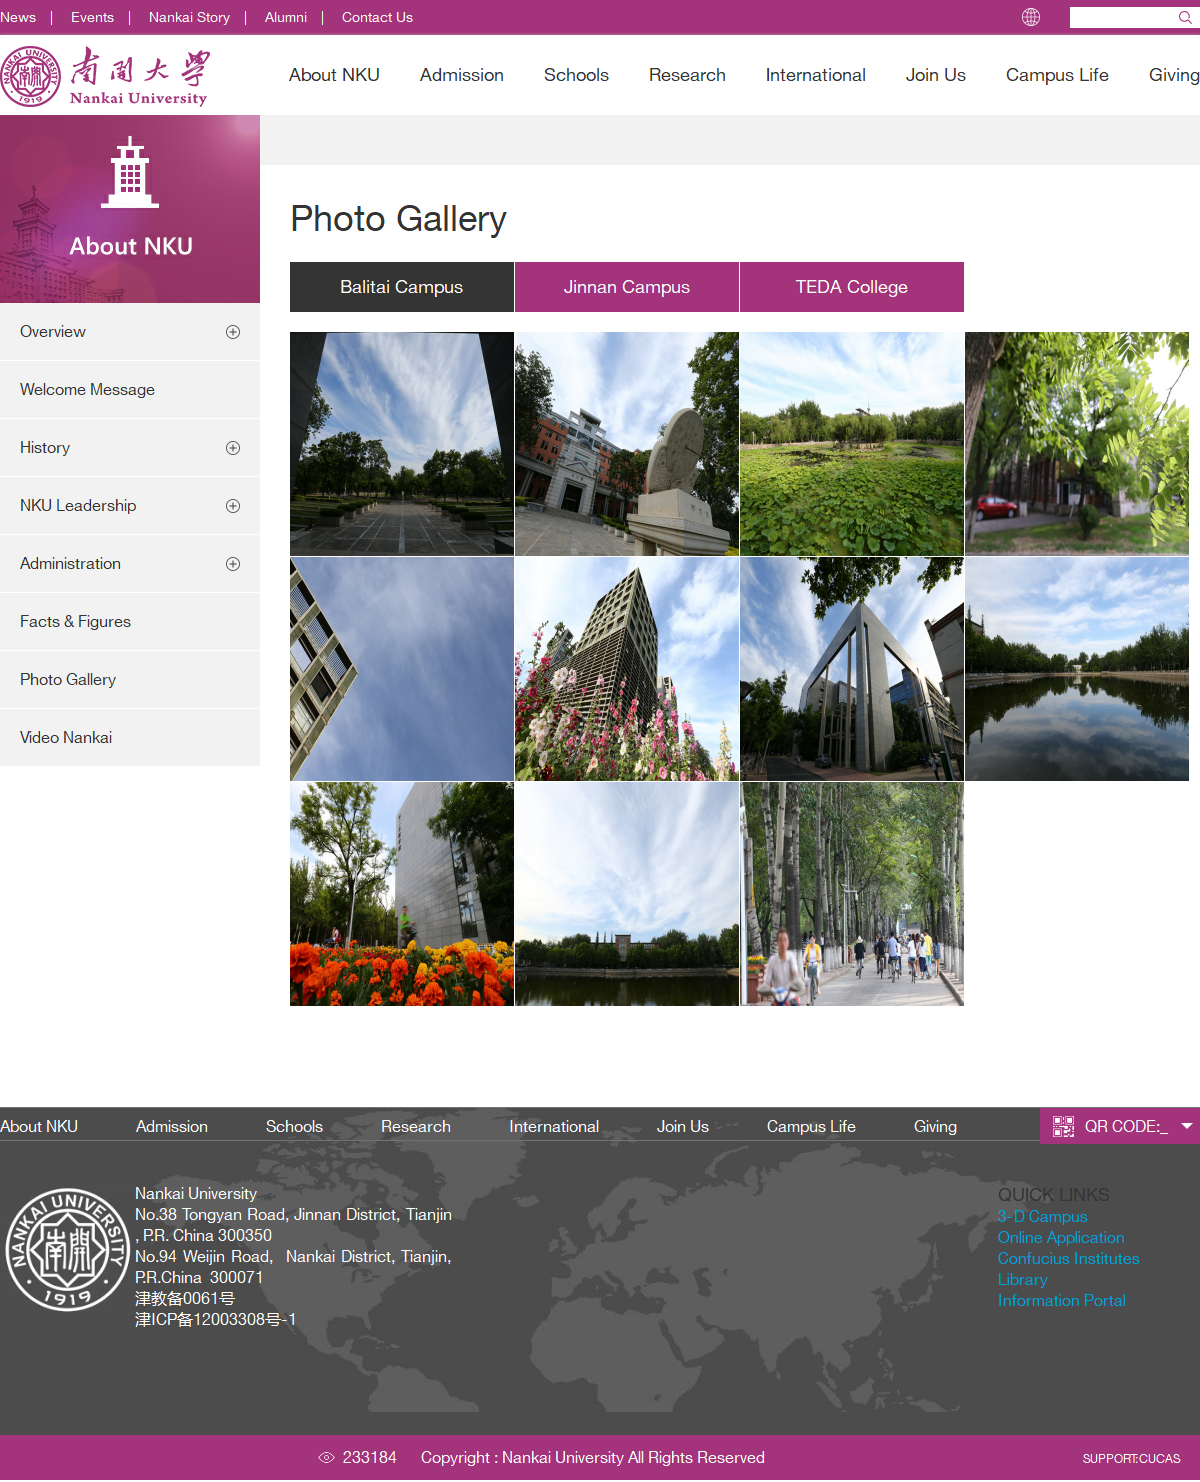 News | Events | Nankai Story | Alumni | Contact Us
NANKAI UNIVERSITY
1919
南開大學
Nankai University
About NKU Admission Schools Research International Join Us Campus Life Giving
About NKU
Overview
Welcome Message
History
NKU Leadership
Administration
Facts & Figures
Photo Gallery
Video Nankai
Photo Gallery
Balitai Campus Jinnan Campus TEDA College
About NKU Admission Schools Research International Join Us Campus Life Giving QR CODE:_
NANKAI UNIVERSITY
南開
1919
Nankai University
No.38 Tongyan Road, Jinnan District, Tianjin
, P.R. China 300350
No.94 Weijin Road, Nankai District, Tianjin,
P.R.China 300071
津教备0061号
津ICP备12003308号-1
QUICK LINKS
3-D Campus
Online Application
Confucius Institutes
Library
Information Portal
233184 Copyright : Nankai University All Rights Reserved SUPPORT:CUCAS